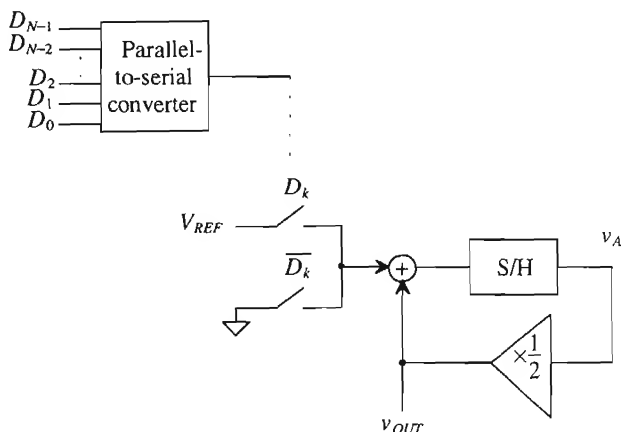 D_{N-1}
D_{N-2}
D_2
D_1
D_0
Parallel-
to-serial
converter
D_k
V_{REF}
\overline{D_k}
+
S/H
v_A
×\frac{1}{2}
v_{OUT}